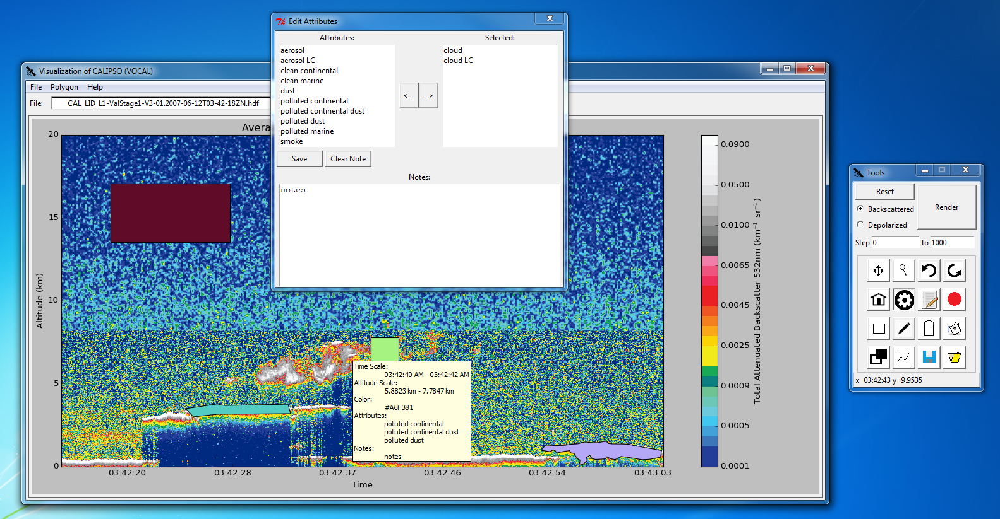 Edit Attributes
Attributes:
Selected:
aerosol
aerosol LC
clean continental
clean marine
dust
polluted continental
polluted continental dust
polluted dust
polluted marine
smoke
<--
-->
cloud
cloud LC
Save
Clear Note
Notes:
notes
Visualization of CALIPSO (VOCAL)
File Polygon Help
File: CAL_LID_L1-ValStage1-V3-01.2007-06-12T03-42-18ZN.hdf
Avera
20
15
10
5
0
Altitude (km)
03:42:20 03:42:28 03:42:37 03:42:46 03:42:54 03:43:03
Time
Time Scale:
03:42:40 AM - 03:42:42 AM
Altitude Scale:
5.8823 km - 7.7847 km
Color:
#A6F381
Attributes:
polluted continental
polluted continental dust
polluted dust
Notes:
notes
0.0900
0.0500
0.0100
0.0065
0.0045
0.0025
0.0009
0.0005
0.0001
Total Attenuated Backscatter 532nm (km⁻¹ sr⁻¹)
Tools
Reset
Render
Backscattered
Depolarized
Step 0 to 1000
x=03:42:43 y=9.9535